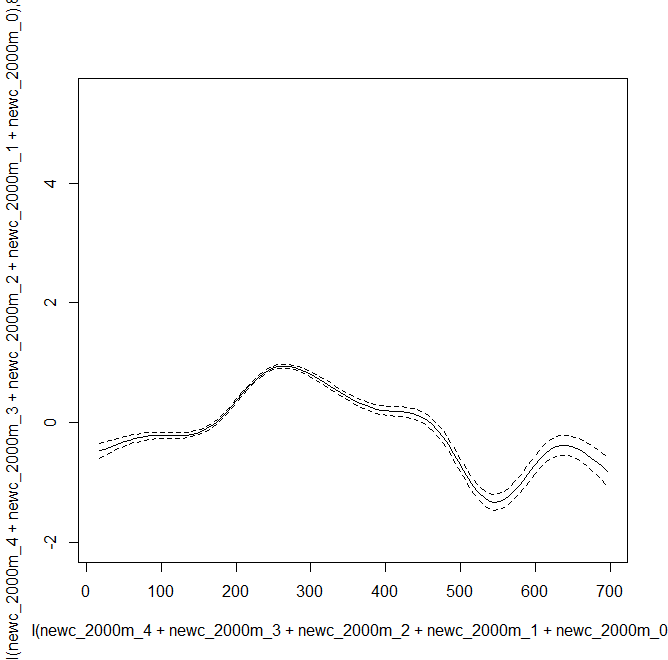 l(newc_2000m_4 + newc_2000m_3 + newc_2000m_2 + newc_2000m_1 + newc_2000m_0),8
4
2
0
-2
0 100 200 300 400 500 600 700
I(newc_2000m_4 + newc_2000m_3 + newc_2000m_2 + newc_2000m_1 + newc_2000m_0